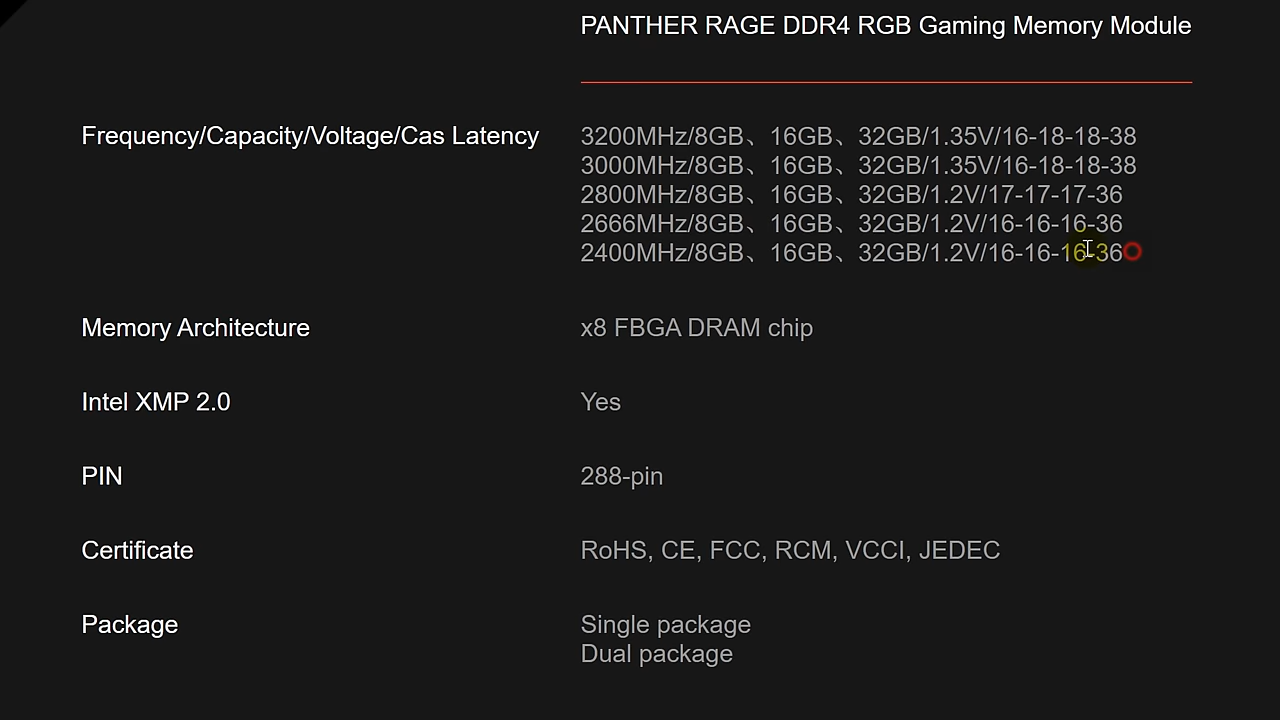 PANTHER RAGE DDR4 RGB Gaming Memory Module
Frequency/Capacity/Voltage/Cas Latency
3200MHz/8GB、16GB、32GB/1.35V/16-18-18-38
3000MHz/8GB、16GB、32GB/1.35V/16-18-18-38
2800MHz/8GB、16GB、32GB/1.2V/17-17-17-36
2666MHz/8GB、16GB、32GB/1.2V/16-16-16-36
2400MHz/8GB、16GB、32GB/1.2V/16-16-16-36
Memory Architecture
x8 FBGA DRAM chip
Intel XMP 2.0
Yes
PIN
288-pin
Certificate
RoHS, CE, FCC, RCM, VCCI, JEDEC
Package
Single package
Dual package